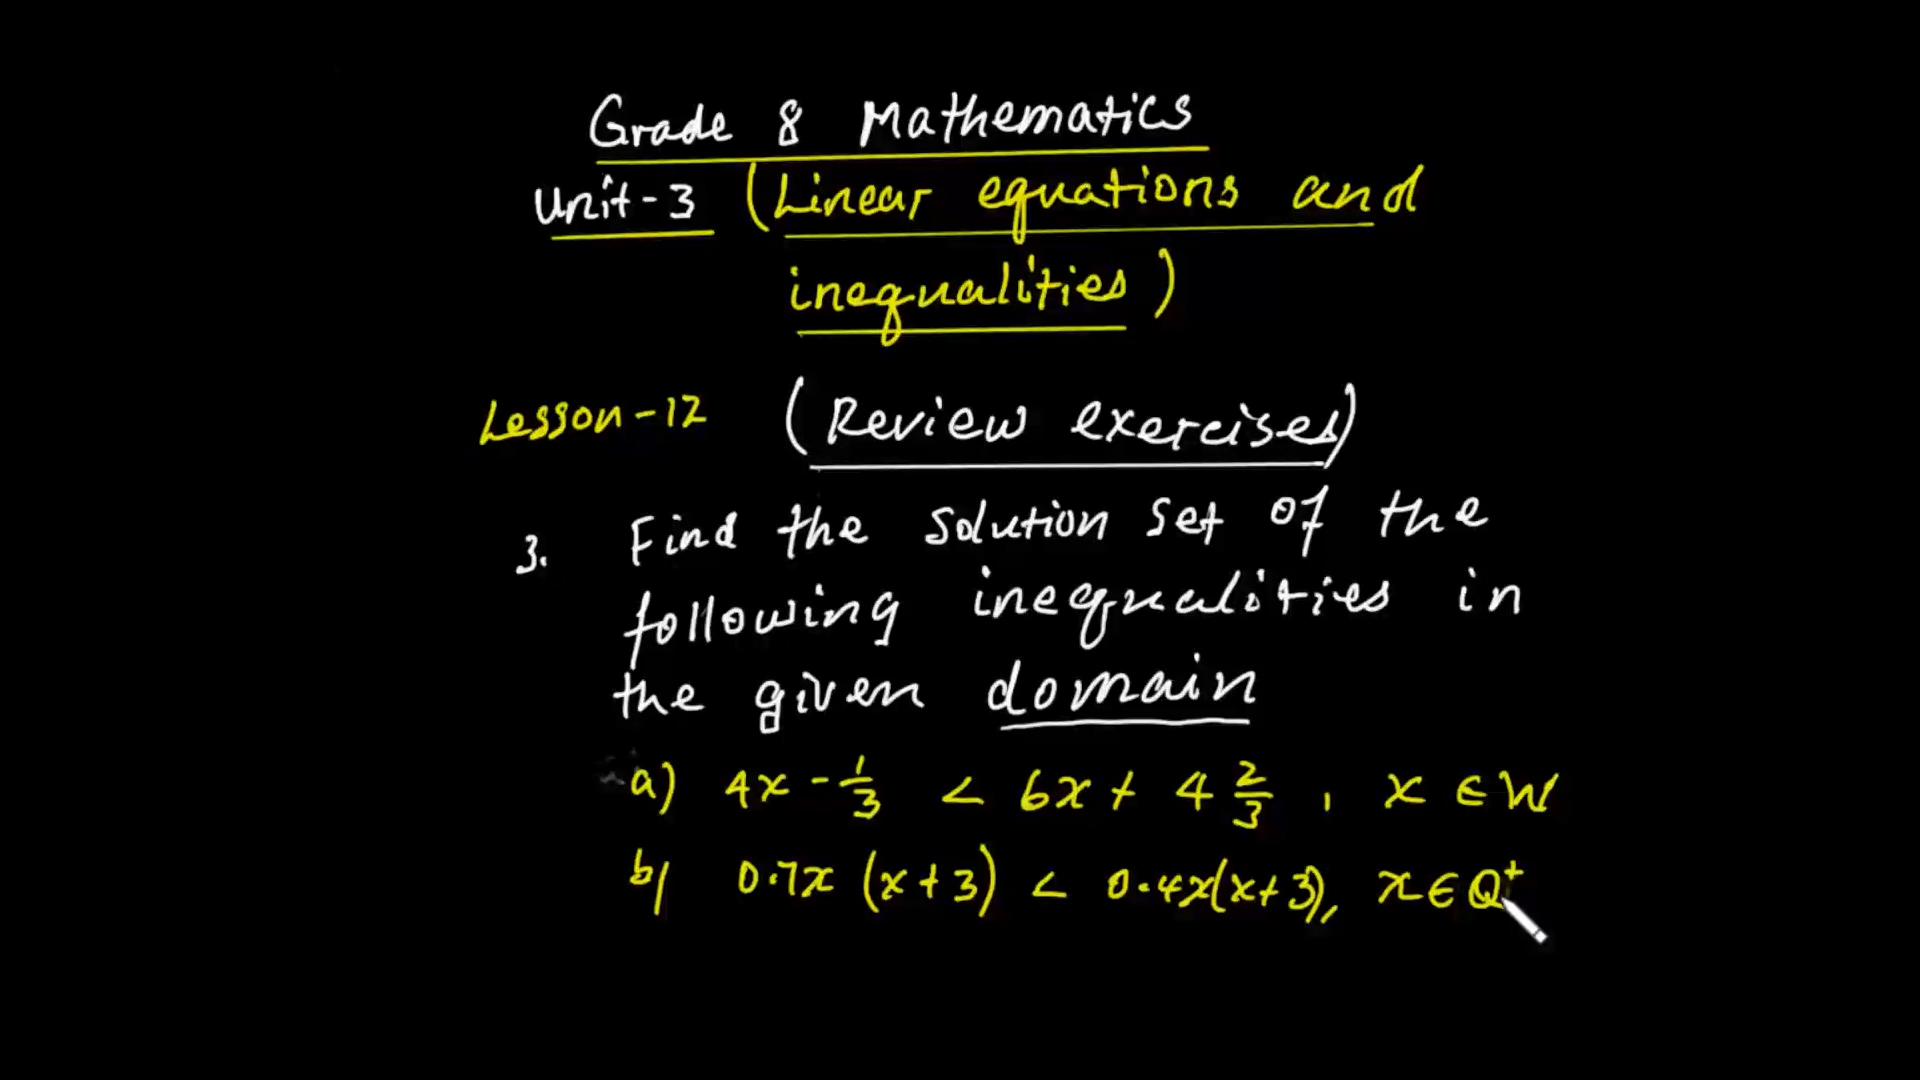 Grade 8 Mathematics
Unit-3 (Linear equations and
inequalities)
Lesson-12 (Review exercises)
3. Find the solution set of the
following inequalities in
the given domain
a) 4x - 1/3 < 6x + 4 2/3, x ∈ W
b) 0.7x (x+3) < 0.4x(x+3), x ∈ Q⁺